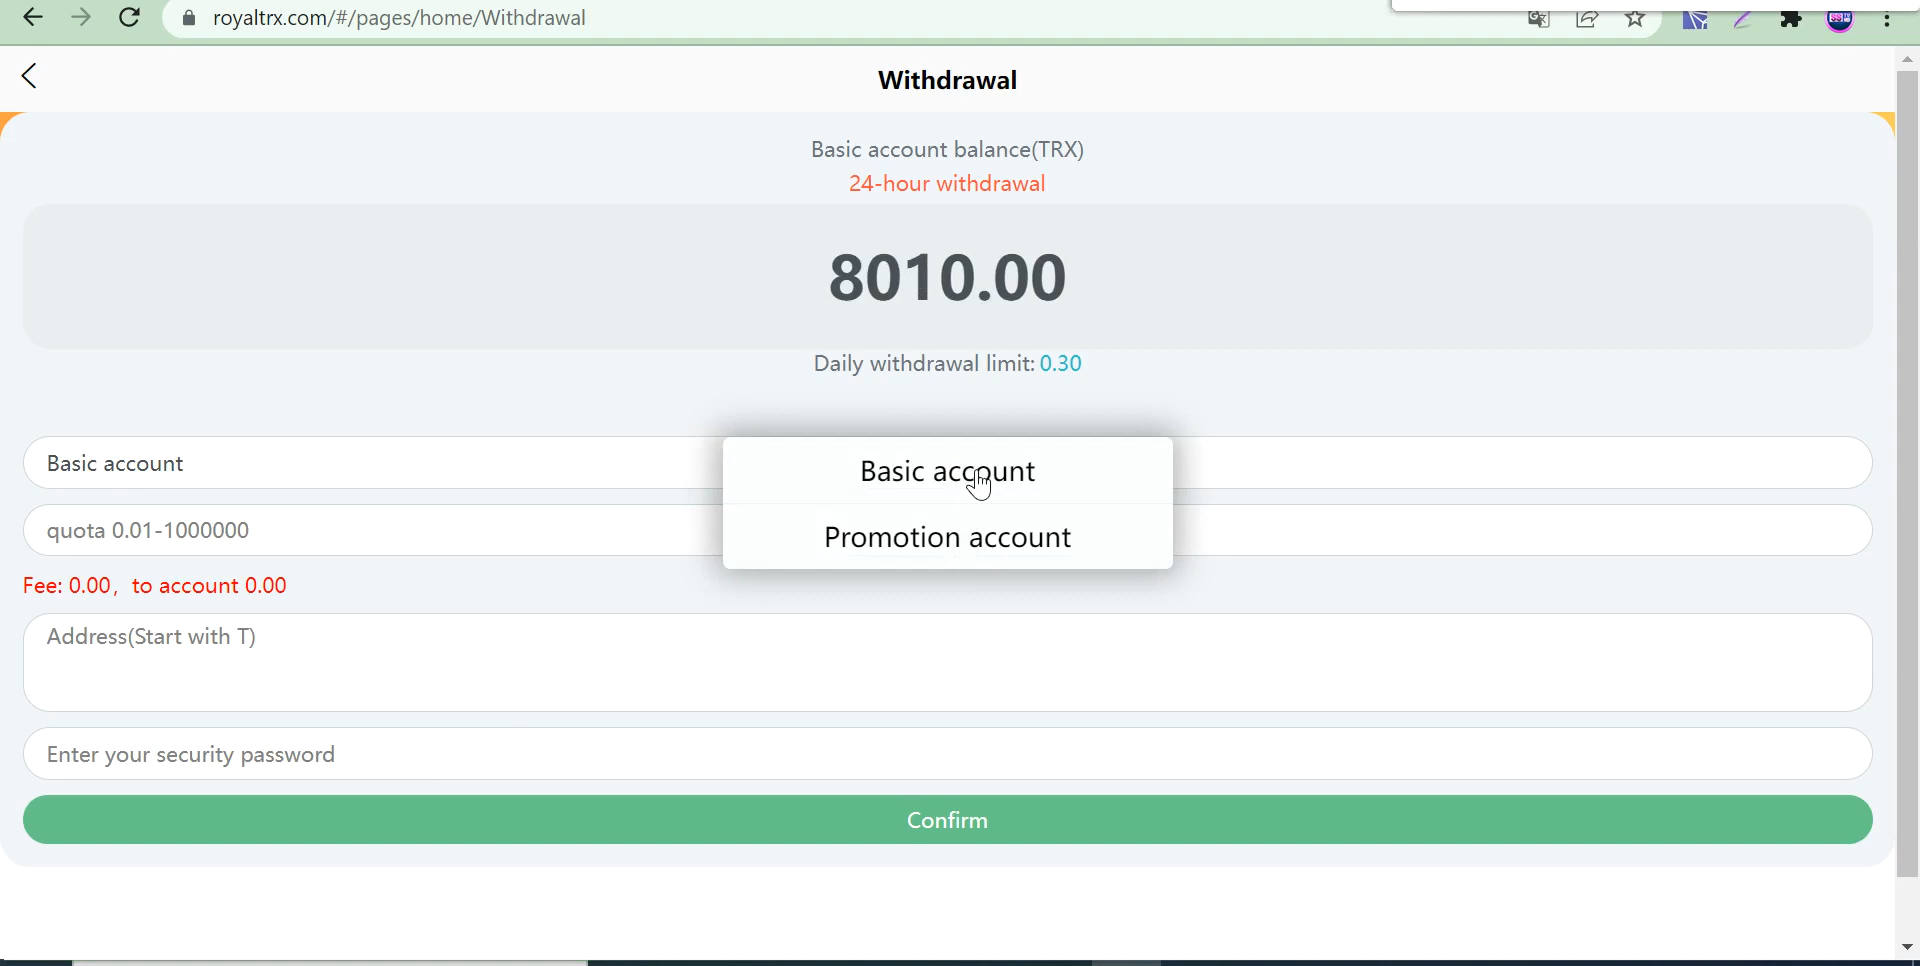 royaltrx.com/#/pages/home/Withdrawal
Withdrawal
Basic account balance(TRX)
24-hour withdrawal
8010.00
Daily withdrawal limit: 0.30
Basic account
Basic account
quota 0.01-1000000
Promotion account
Fee: 0.00, to account 0.00
Address(Start with T)
Enter your security password
Confirm